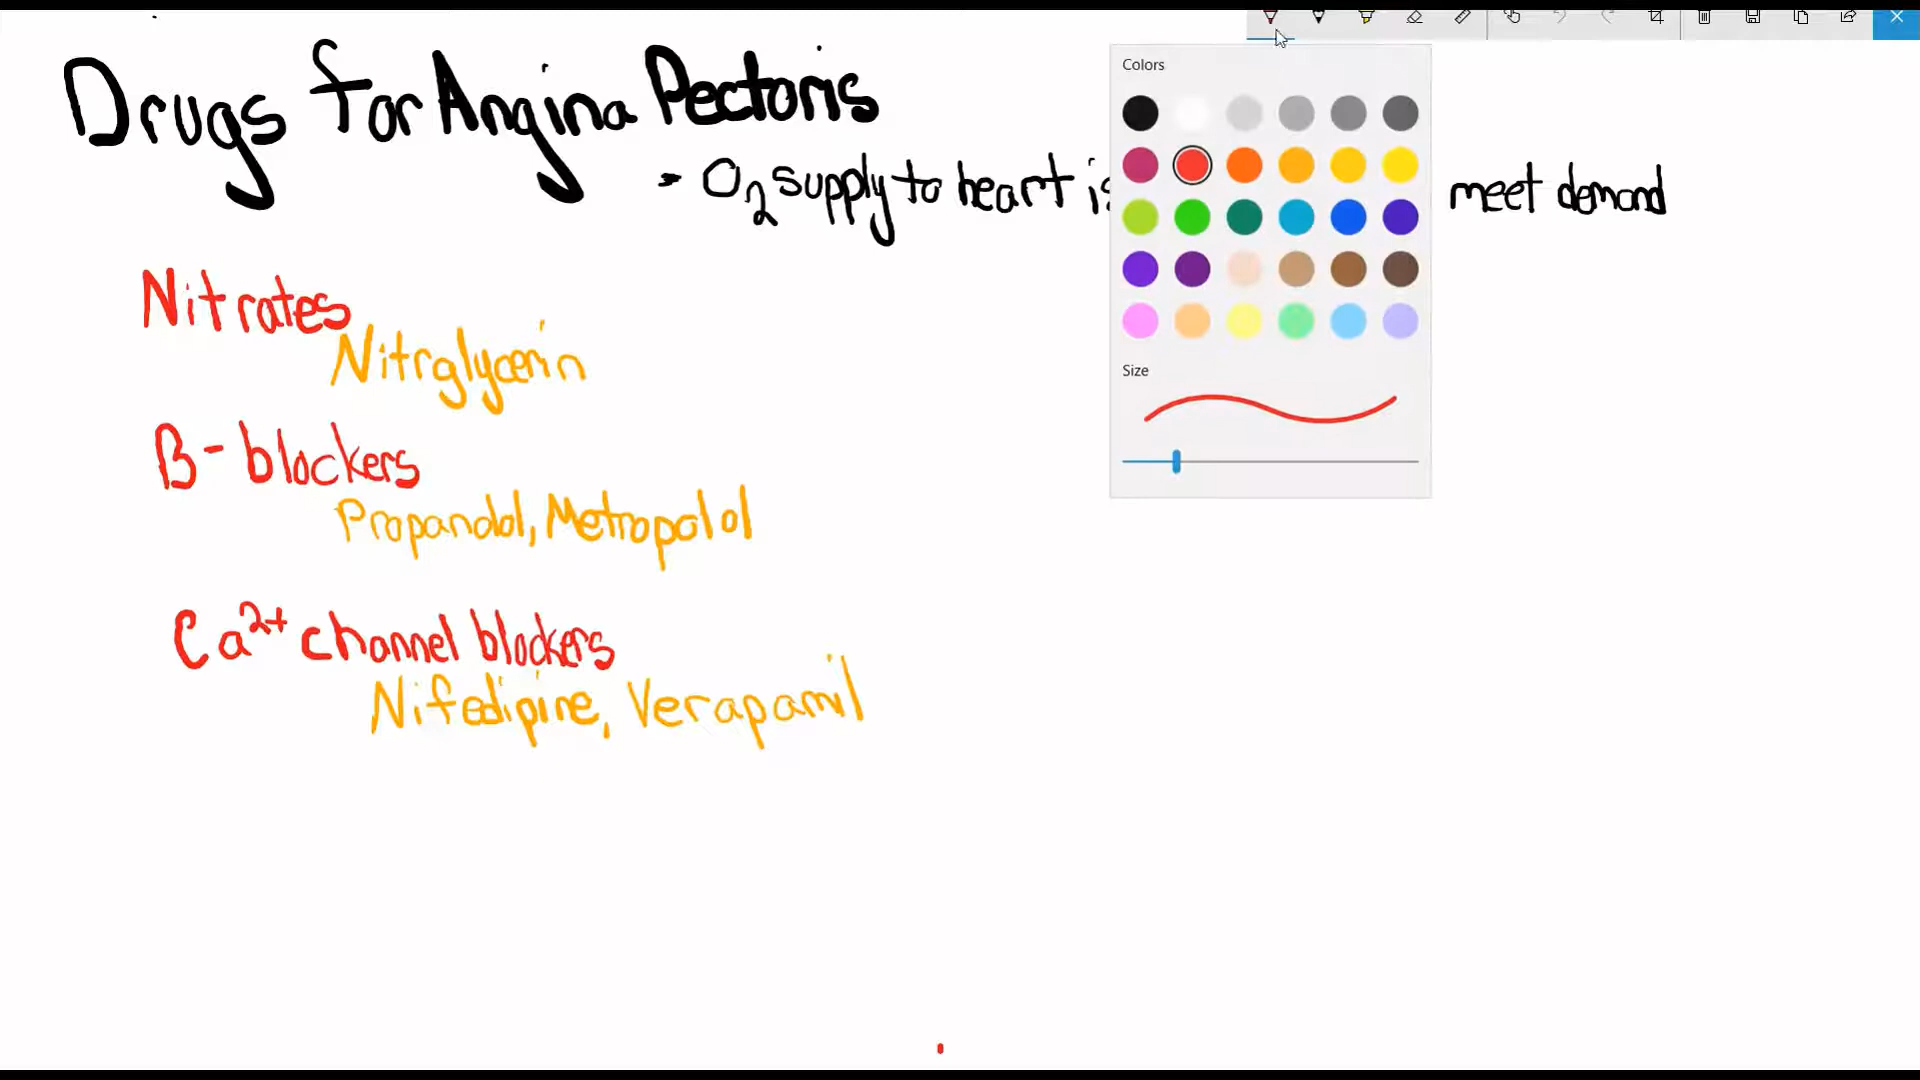 Drugs for Angina Pectoris
- O2 supply to heart is meet demand
Nitrates
Nitrglycerin
B-blockers
Propandol, Metropolol
Ca2+ channel blockers
Nifedipine, Verapamil
Colors
Size